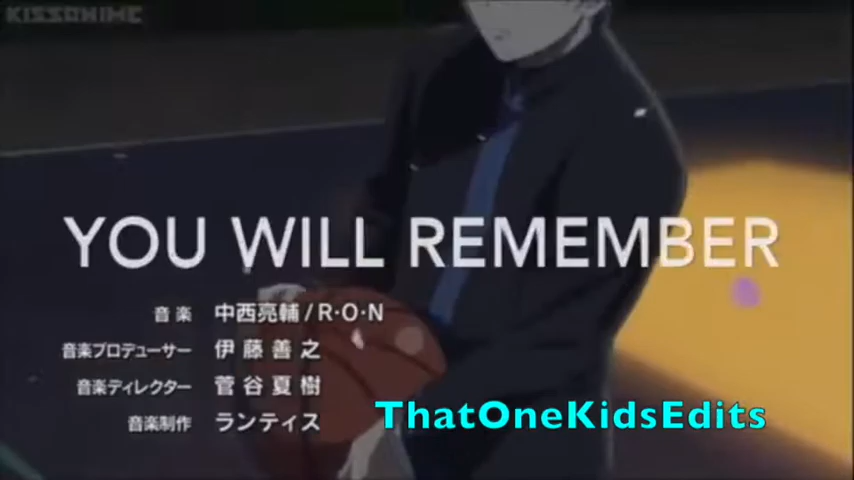 KISSANIME
YOU WILL REMEMBER
音楽 中西亮輔/R・O・N
音楽プロデューサー 伊藤善之
音楽ディレクター 菅谷夏樹
音楽制作 ランティス
ThatOneKidsEdits